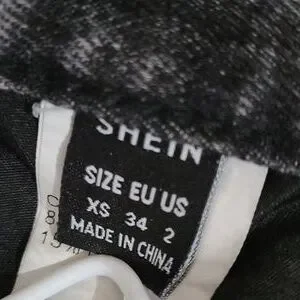 SHEIN
SIZE EU US
XS 34 2
MADE IN CHINA